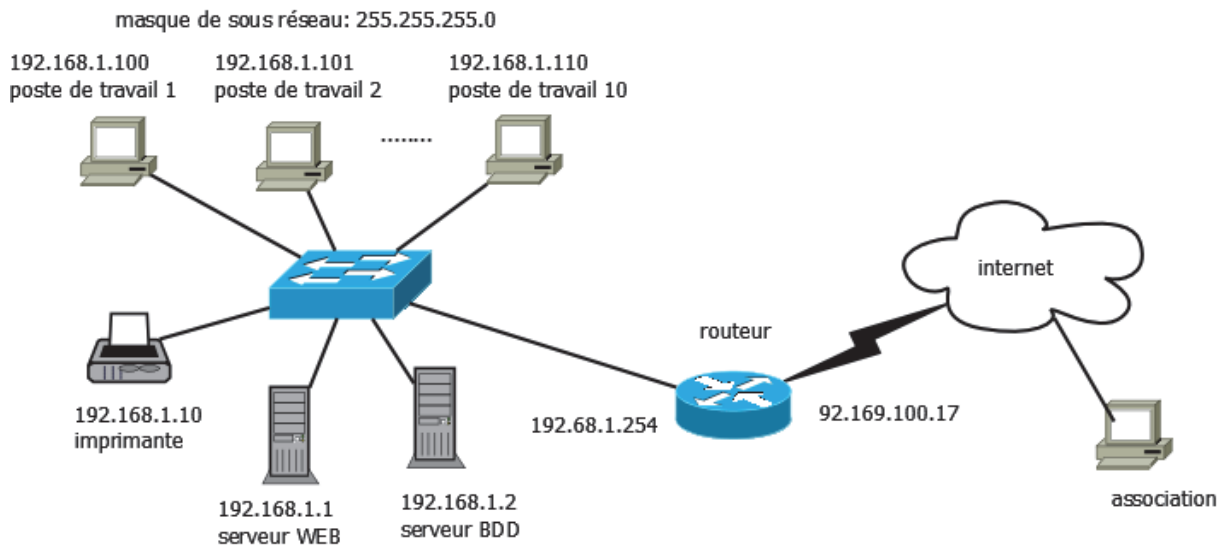 masque de sous réseau: 255.255.255.0
192.168.1.100
poste de travail 1
192.168.1.101
poste de travail 2
192.168.1.110
poste de travail 10
........
internet
routeur
192.168.1.10
imprimante
192.68.1.254
92.169.100.17
192.168.1.1
serveur WEB
192.168.1.2
serveur BDD
association